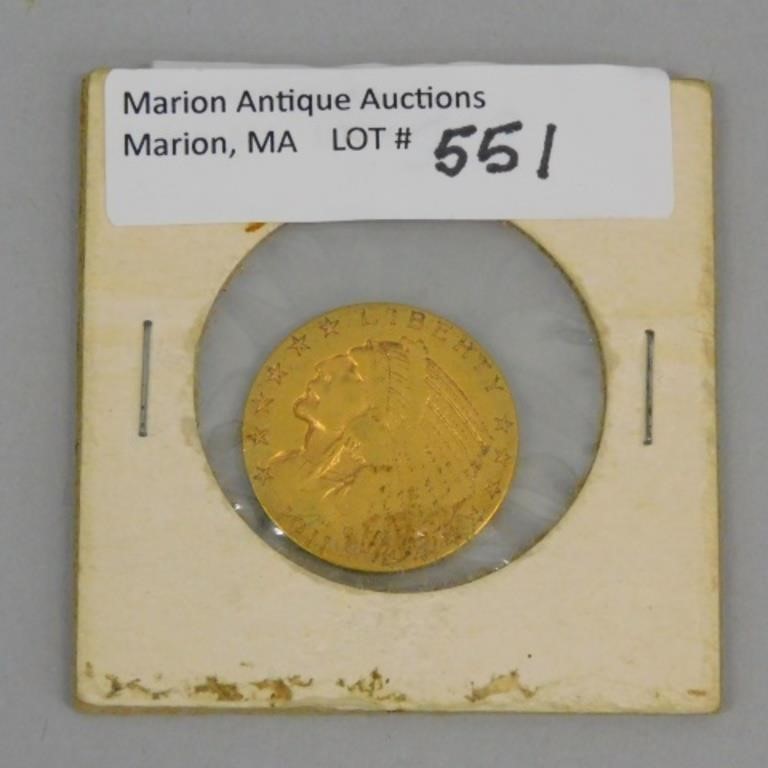 Marion Antique Auctions
Marion, MA LOT # 551
LIBERTY